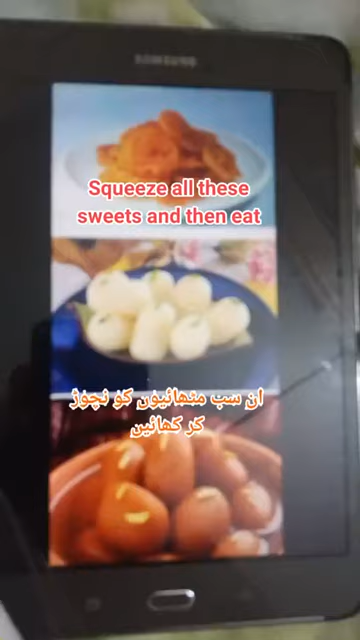 SAMSUNG
Squeeze all these
sweets and then eat
ان سب مٹھائیوں کو نچوڑ
کر کھائیں